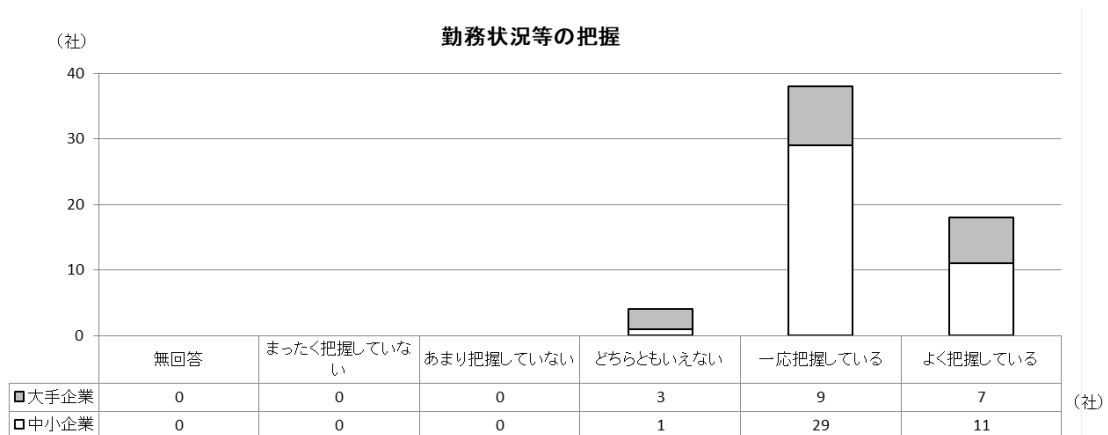 勤務状況等の把握
（社）
40
30
20
10
0
無回答
まったく把握していな
い
あまり把握していない
どちらともいえない
一応把握している
よく把握している
大手企業 0 0 0 3 9 7
中小企業 0 0 0 1 29 11
（社）